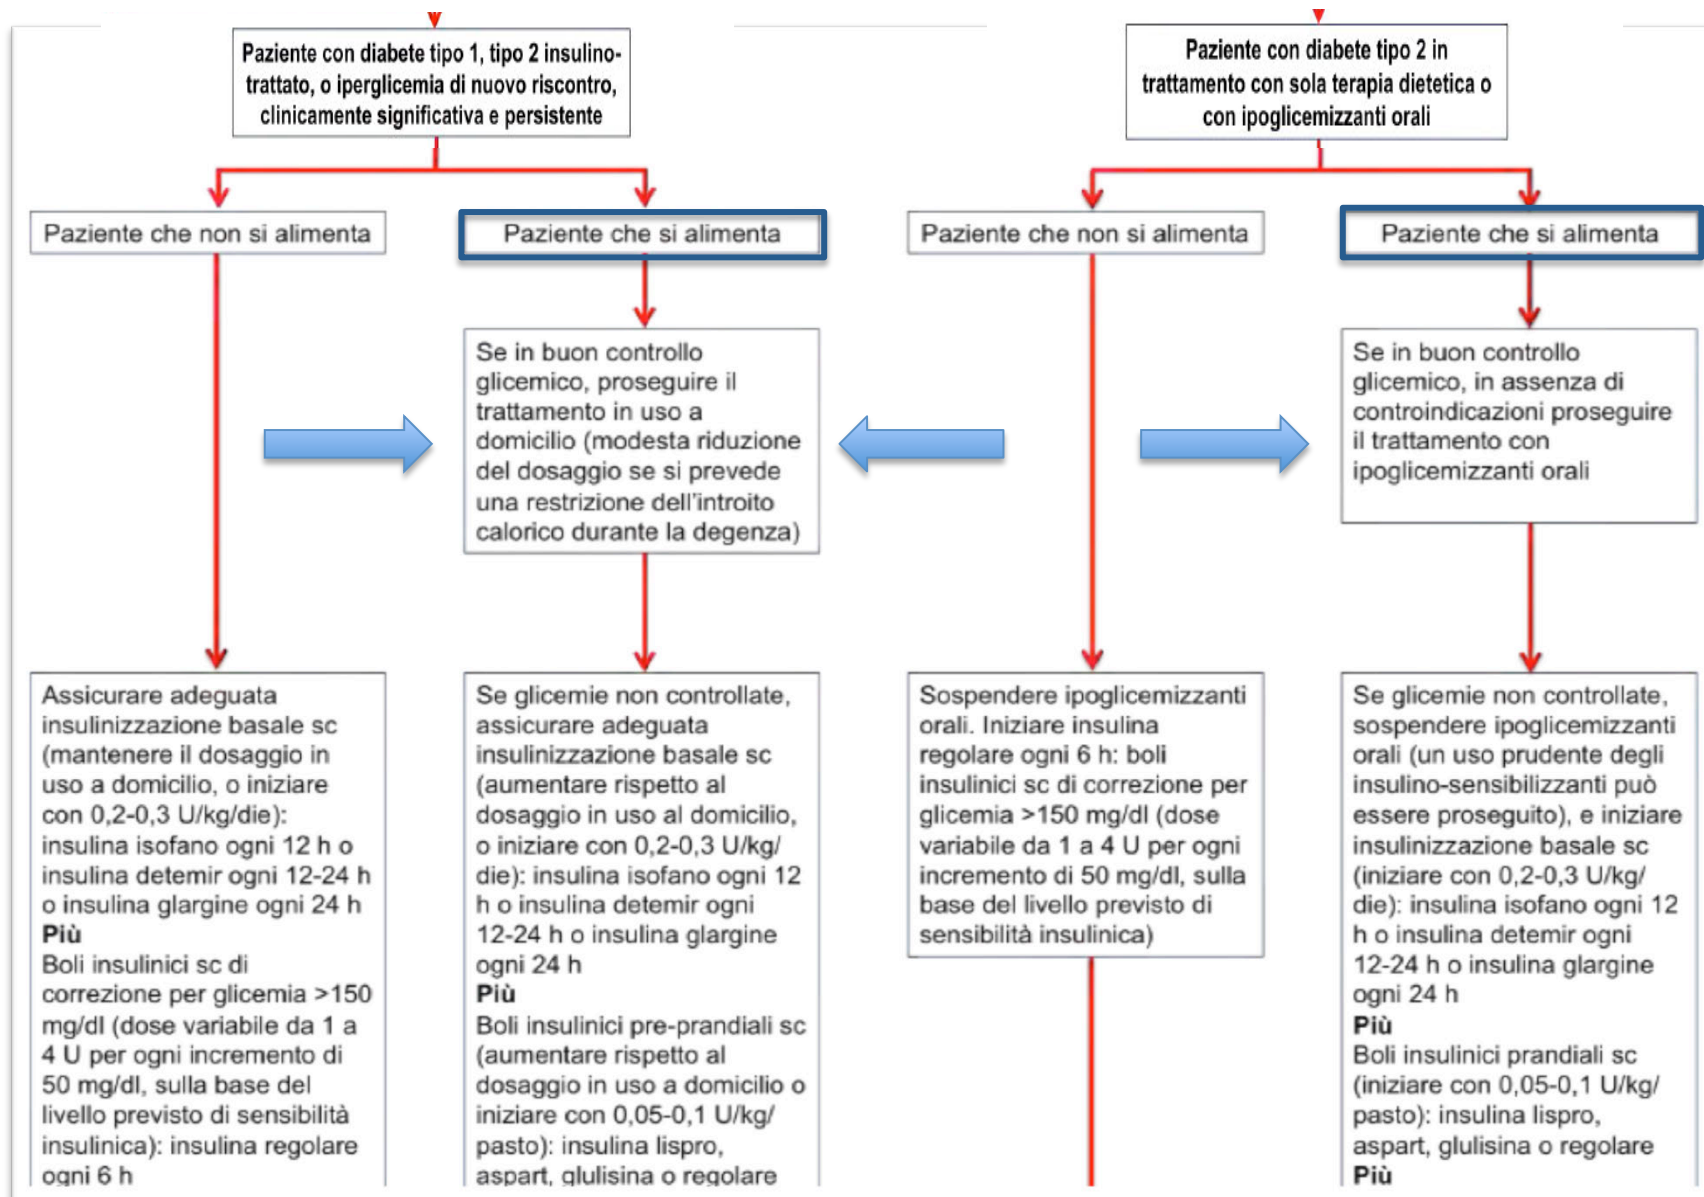 Paziente con diabete tipo 1, tipo 2 insulino-
trattato, o iperglicemia di nuovo riscontro,
clinicamente significativa e persistente
Paziente con diabete tipo 2 in
trattamento con sola terapia dietetica o
con ipoglicemizzanti orali
Paziente che non si alimenta
Paziente che si alimenta
Paziente che non si alimenta
Paziente che si alimenta
Se in buon controllo
glicemico, proseguire il
trattamento in uso a
domicilio (modesta riduzione
del dosaggio se si prevede
una restrizione dell'introito
calorico durante la degenza)
Se in buon controllo
glicemico, in assenza di
controindicazioni proseguire
il trattamento con
ipoglicemizzanti orali
Assicurare adeguata
insulinizzazione basale sc
(mantenere il dosaggio in
uso a domicilio, o iniziare
con 0,2-0,3 U/kg/die):
insulina isofano ogni 12 h o
insulina detemir ogni 12-24 h
o insulina glargine ogni 24 h
Più
Boli insulinici sc di
correzione per glicemia >150
mg/dl (dose variabile da 1 a
4 U per ogni incremento di
50 mg/dl, sulla base del
livello previsto di sensibilità
insulinica): insulina regolare
ogni 6 h
Se glicemie non controllate,
assicurare adeguata
insulinizzazione basale sc
(aumentare rispetto al
dosaggio in uso al domicilio,
o iniziare con 0,2-0,3 U/kg/
die): insulina isofano ogni 12
h o insulina detemir ogni
12-24 h o insulina glargine
ogni 24 h
Più
Boli insulinici pre-prandiali sc
(aumentare rispetto al
dosaggio in uso a domicilio o
iniziare con 0,05-0,1 U/kg/
pasto): insulina lispro,
aspart, glulisina o regolare
Sospendere ipoglicemizzanti
orali. Iniziare insulina
regolare ogni 6 h: boli
insulinici sc di correzione per
glicemia >150 mg/dl (dose
variabile da 1 a 4 U per ogni
incremento di 50 mg/dl, sulla
base del livello previsto di
sensibilità insulinica)
Se glicemie non controllate,
sospendere ipoglicemizzanti
orali (un uso prudente degli
insulino-sensibilizzanti può
essere proseguito), e iniziare
insulinizzazione basale sc
(iniziare con 0,2-0,3 U/kg/
die): insulina isofano ogni 12
h o insulina detemir ogni
12-24 h o insulina glargine
ogni 24 h
Più
Boli insulinici prandiali sc
(iniziare con 0,05-0,1 U/kg/
pasto): insulina lispro,
aspart, glulisina o regolare
Più